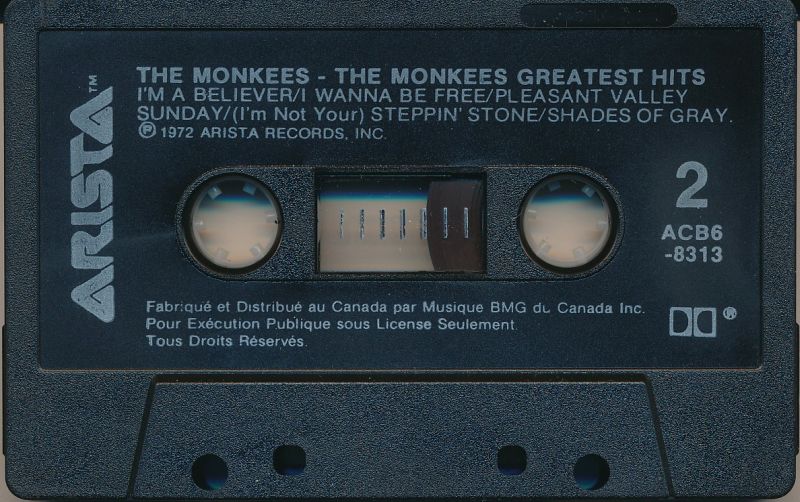 THE MONKEES - THE MONKEES GREATEST HITS
I'M A BELIEVER/I WANNA BE FREE/PLEASANT VALLEY
SUNDAY/(I'm Not Your) STEPPIN' STONE/SHADES OF GRAY.
℗ 1972 ARISTA RECORDS, INC.
ARISTA™
2
ACB6
-8313
Fabriqué et Distribué au Canada par Musique BMG du Canada Inc.
Pour Exécution Publique sous License Seulement.
Tous Droits Réservés.
®